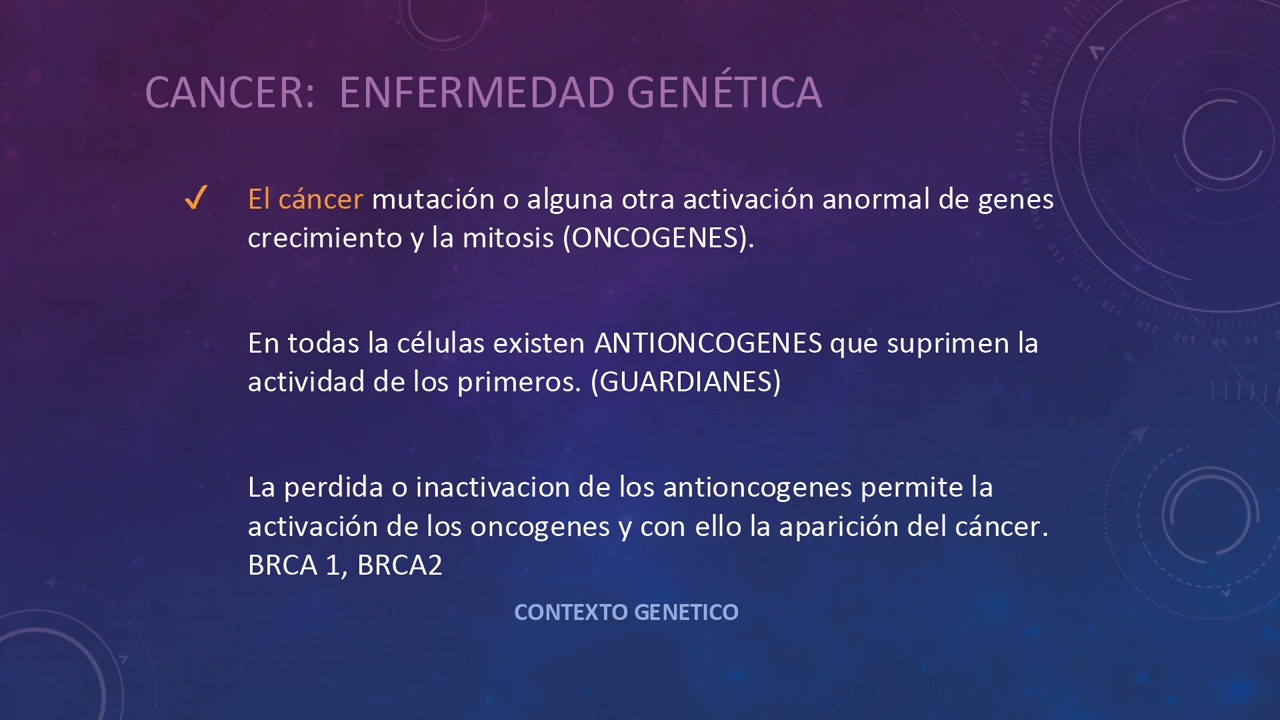 CANCER: ENFERMEDAD GENÉTICA
✓ El cáncer mutación o alguna otra activación anormal de genes
crecimiento y la mitosis (ONCOGENES).
En todas la células existen ANTIONCOGENES que suprimen la
actividad de los primeros. (GUARDIANES)
La perdida o inactivacion de los antioncogenes permite la
activación de los oncogenes y con ello la aparición del cáncer.
BRCA 1, BRCA2
CONTEXTO GENETICO